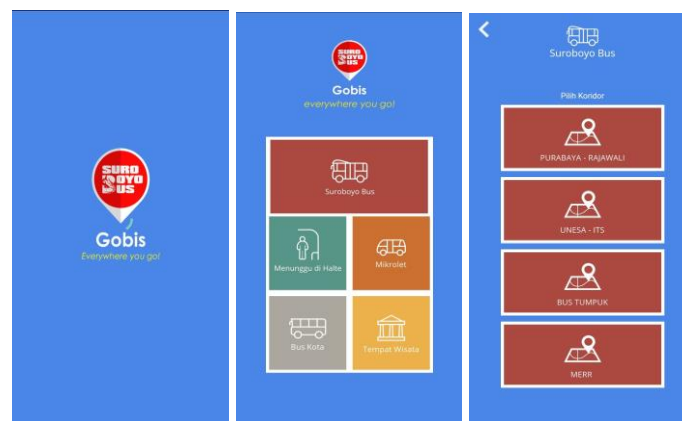 SURO
BOYO
BUS
Gobis
Everywhere you go!
SURO
BOYO
BUS
Gobis
everywhere you go!
Suroboyo Bus
Menunggu di Halte
Mikrolet
Bus Kota
Tempat Wisata
Suroboyo Bus
Pilih Koridor
PURABAYA - RAJAWALI
UNESA - ITS
BUS TUMPUK
MERR